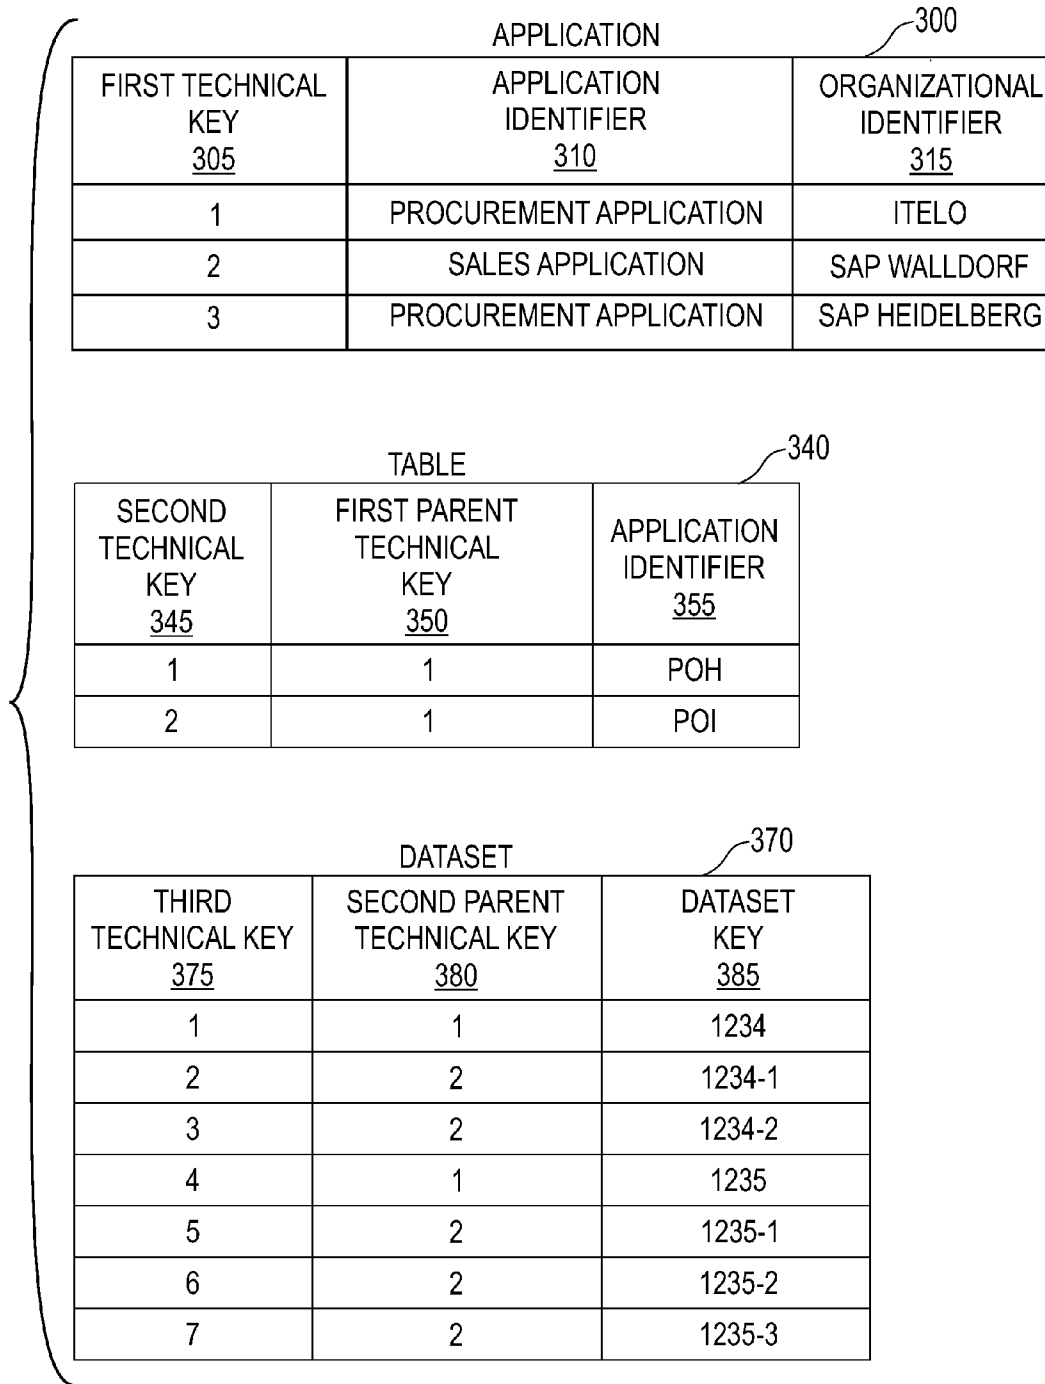 300
APPLICATION
FIRST TECHNICAL KEY 305
APPLICATION IDENTIFIER 310
ORGANIZATIONAL IDENTIFIER 315
1 PROCUREMENT APPLICATION ITELO
2 SALES APPLICATION SAP WALLDORF
3 PROCUREMENT APPLICATION SAP HEIDELBERG
340
TABLE
SECOND TECHNICAL KEY 345
FIRST PARENT TECHNICAL KEY 350
APPLICATION IDENTIFIER 355
1 1 POH
2 1 POI
370
DATASET
THIRD TECHNICAL KEY 375
SECOND PARENT TECHNICAL KEY 380
DATASET KEY 385
1 1 1234
2 2 1234-1
3 2 1234-2
4 1 1235
5 2 1235-1
6 2 1235-2
7 2 1235-3